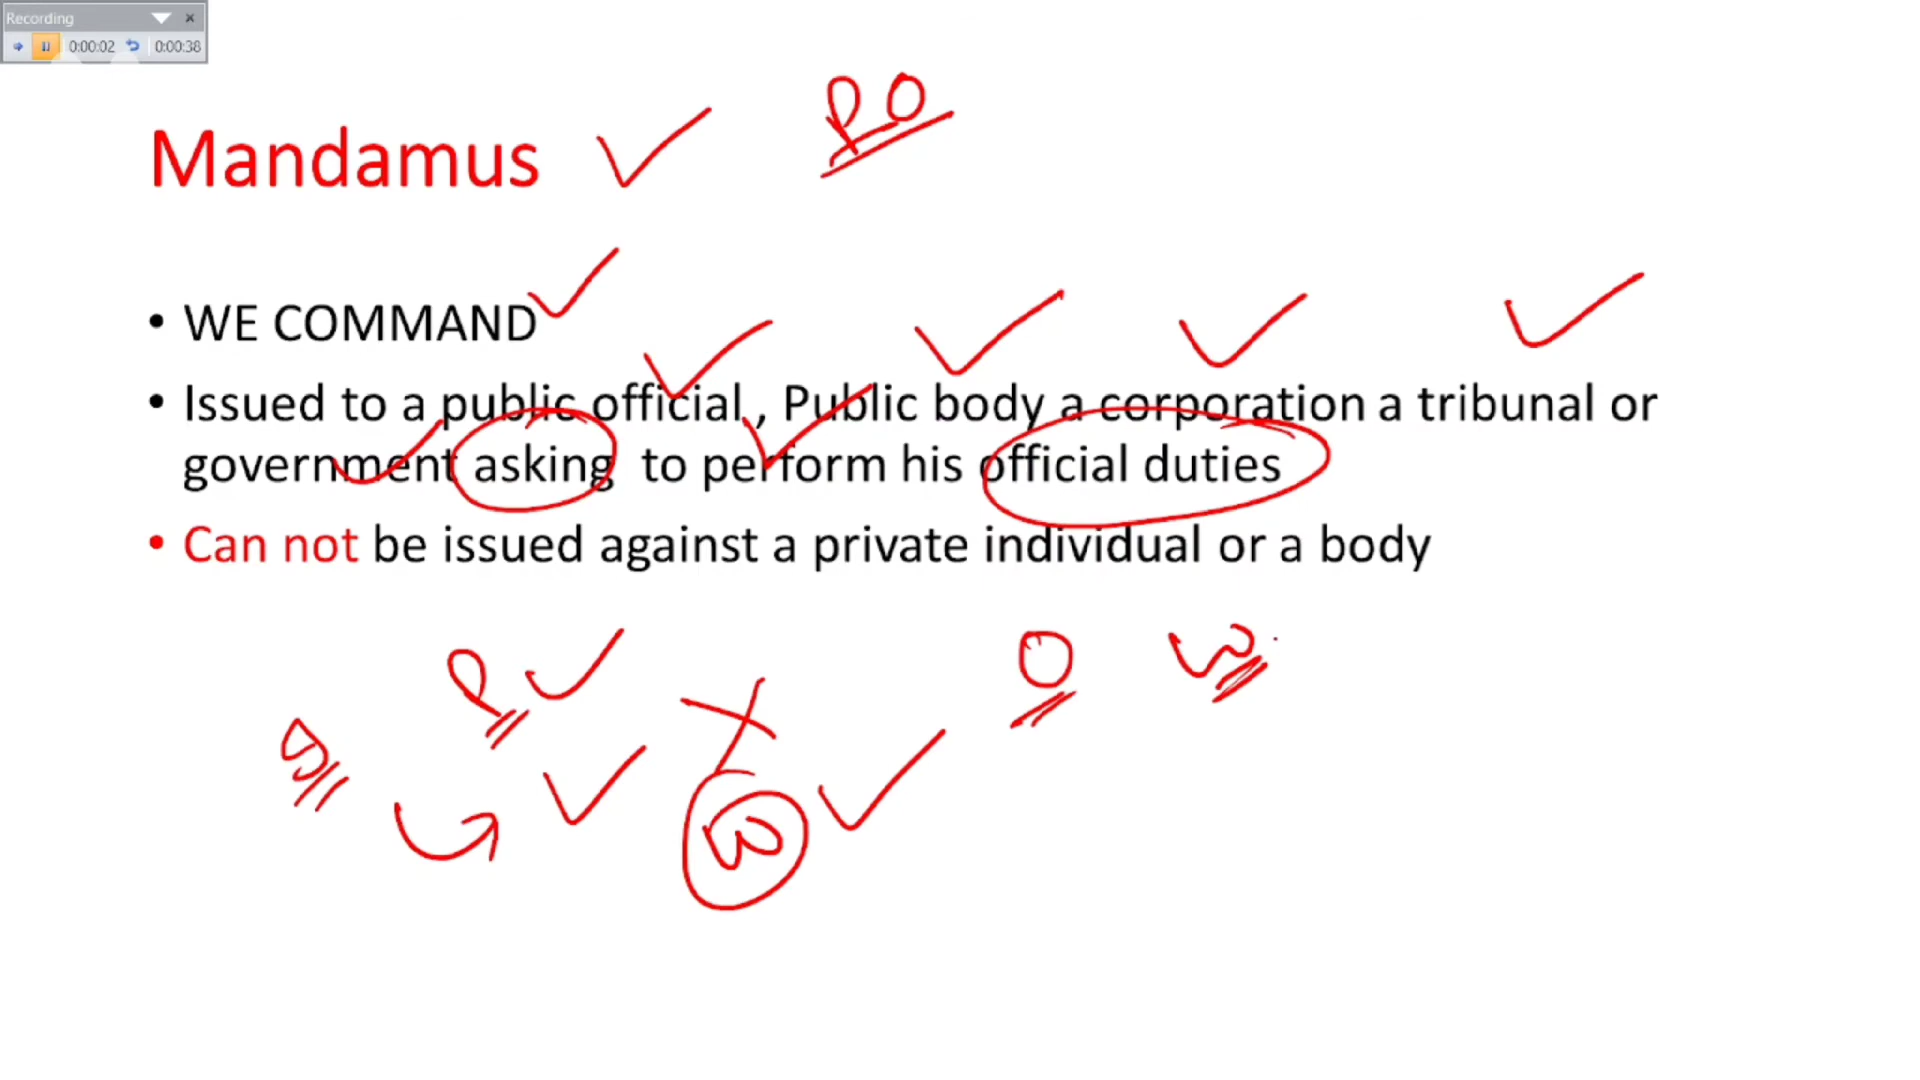 Recording
0:00:02 0:00:38
PO
Mandamus
• WE COMMAND
• Issued to a public official , Public body a corporation a tribunal or
government asking to perform his official duties
• Can not be issued against a private individual or a body
P
O
W